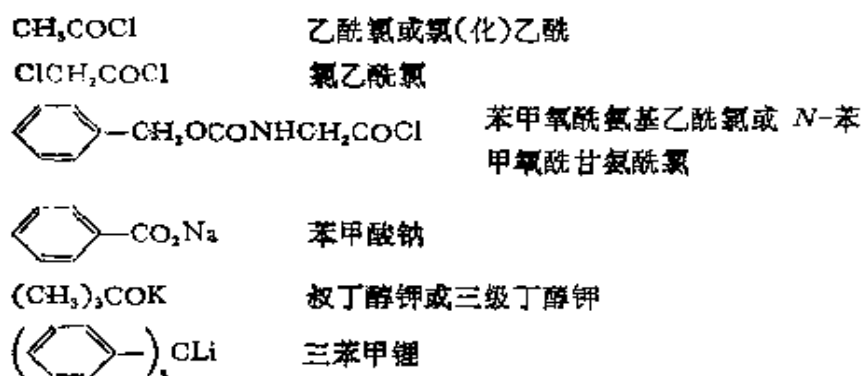 CH₃COCl 乙酰氯或氯(化)乙酰
ClCH₂COCl 氯乙酰氯
—CH₂OCONHCH₂COCl 苯甲氧酰氨基乙酰氯或 N-苯
甲氧酰甘氨酰氯
—CO₂Na 苯甲酸钠
(CH₃)₃COK 叔丁醇钾或三级丁醇钾
( —)₃CLi 三苯甲锂